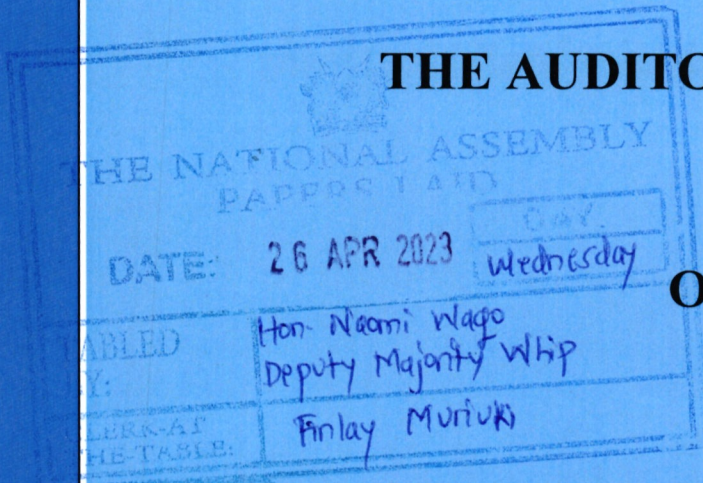 THE AUDITO
THE NATIONAL ASSEMBLY
PAPERS LAID
DAY
DATE: 26 APR 2023 Wednesday
O
TABLED Hon. Naomi Wago
BY: Deputy Majority Whip
CLERK-AT Finlay Muriuki
THE-TABLE: